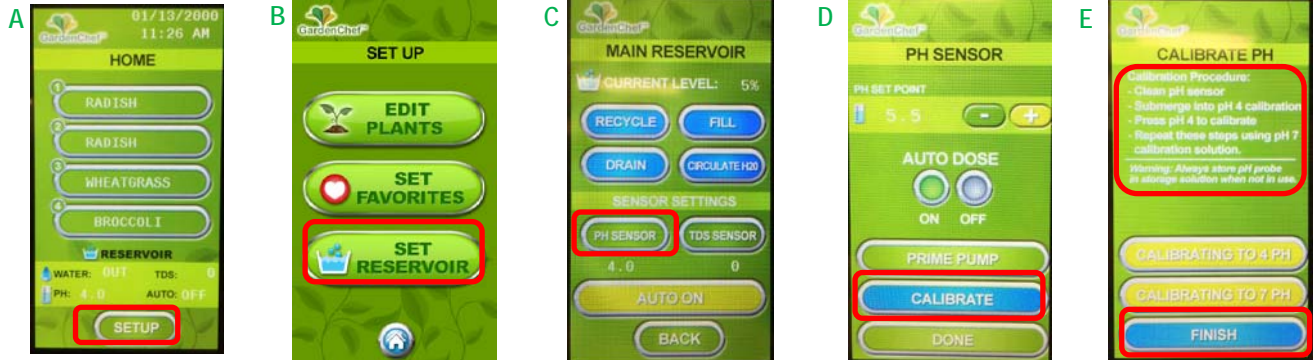 A
GardenChef™
01/13/2000
11:26 AM
HOME
1
RADISH
2
RADISH
3
WHEATGRASS
4
BROCCOLI
RESERVOIR
WATER: OUT TDS: 0
PH: 4.0 AUTO: OFF
SETUP
B
GardenChef™
SET UP
EDIT
PLANTS
SET
FAVORITES
SET
RESERVOIR
C
GardenChef™
MAIN RESERVOIR
CURRENT LEVEL: 5%
RECYCLE FILL
DRAIN CIRCULATE H20
SENSOR SETTINGS
PH SENSOR TDS SENSOR
4.0 0
AUTO ON
BACK
D
GardenChef™
PH SENSOR
PH SET POINT
5.5 - +
AUTO DOSE
ON OFF
PRIME PUMP
CALIBRATE
DONE
E
GardenChef™
CALIBRATE PH
Calibration Procedure:
- Clean pH sensor
- Submerge into pH 4 calibration
- Press pH 4 to calibrate
- Repeat these steps using pH 7
calibration solution.
Warning: Always store pH probe
in storage solution when not in use.
CALIBRATING TO 4 PH
CALIBRATING TO 7 PH
FINISH